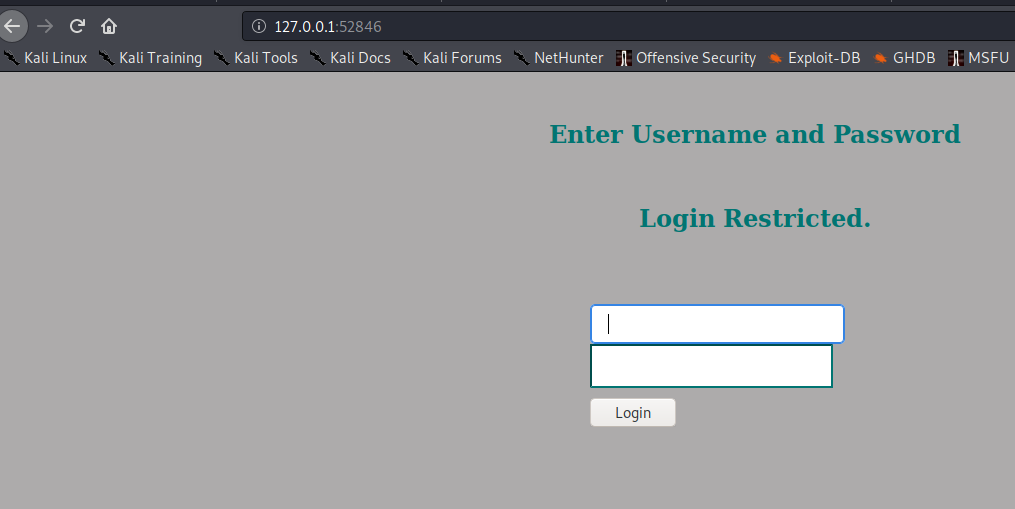 127.0.0.1:52846
Kali Linux Kali Training Kali Tools Kali Docs Kali Forums NetHunter Offensive Security Exploit-DB GHDB MSFU
Enter Username and Password
Login Restricted.
Login